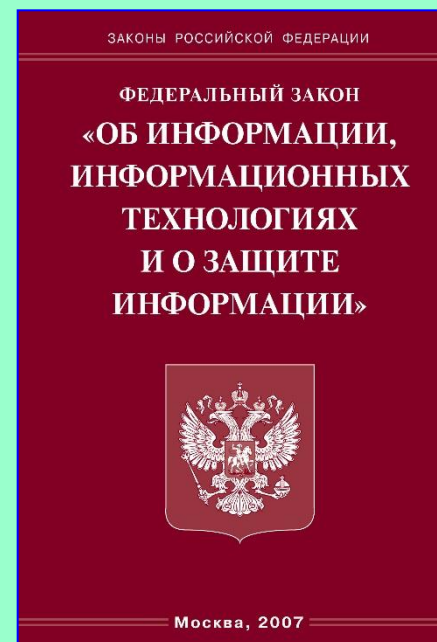 ЗАКОНЫ РОССИЙСКОЙ ФЕДЕРАЦИИ
ФЕДЕРАЛЬНЫЙ ЗАКОН
«ОБ ИНФОРМАЦИИ,
ИНФОРМАЦИОННЫХ
ТЕХНОЛОГИЯХ
И О ЗАЩИТЕ
ИНФОРМАЦИИ»
Москва, 2007